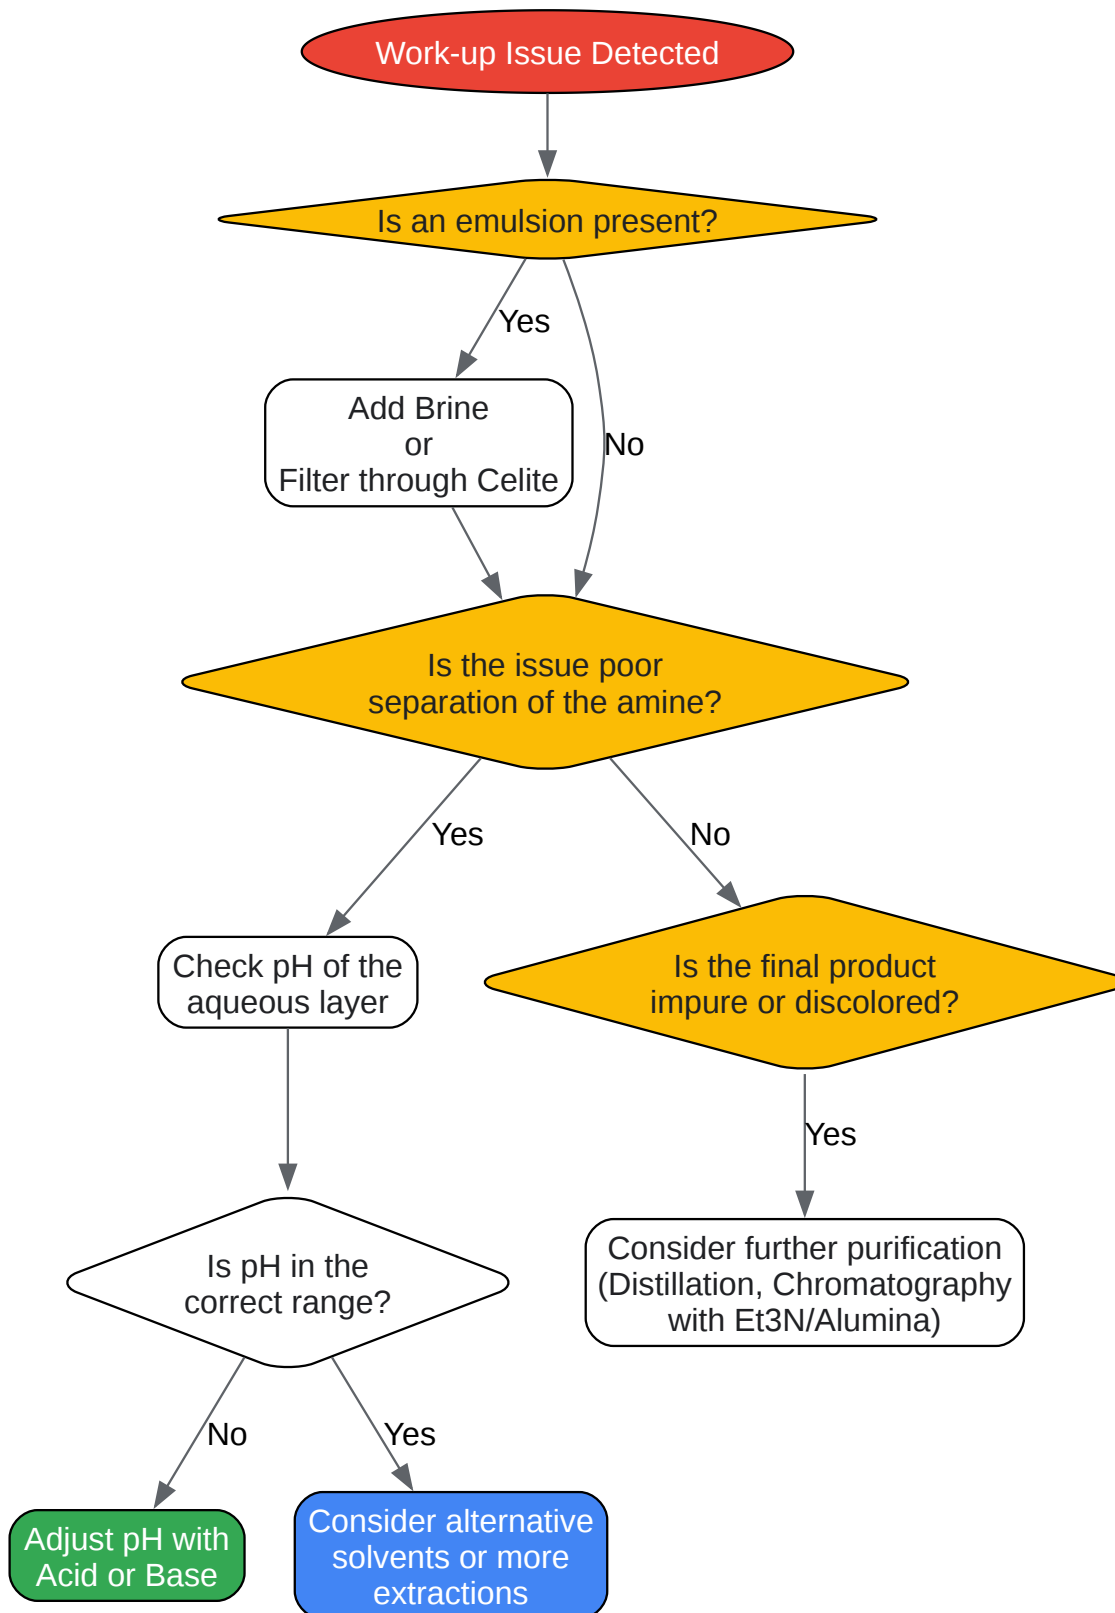 Work-up Issue Detected
Is an emulsion present?
Yes
Add Brine
or
Filter through Celite
No
Is the issue poor
separation of the amine?
Yes
No
Check pH of the
aqueous layer
Is the final product
impure or discolored?
Yes
Is pH in the
correct range?
Consider further purification
(Distillation, Chromatography
with Et3N/Alumina)
No
Yes
Adjust pH with
Acid or Base
Consider alternative
solvents or more
extractions